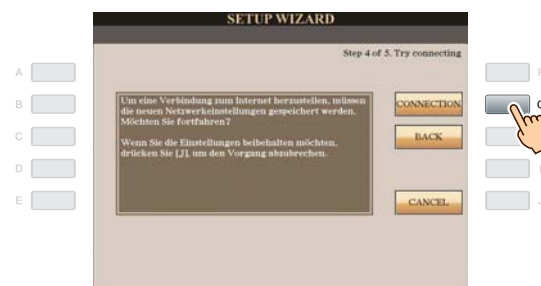 SETUP WIZARD
Step 4 of 5. Try connecting
A
B
C
D
E
Um eine Verbindung zum Internet herzustellen, müssen
die neuen Netzwerkeinstellungen gespeichert werden.
Möchten Sie fortfahren?
Wenn Sie die Einstellungen beibehalten möchten,
drücken Sie [J], um den Vorgang abzubrechen.
CONNECTION
BACK
CANCEL